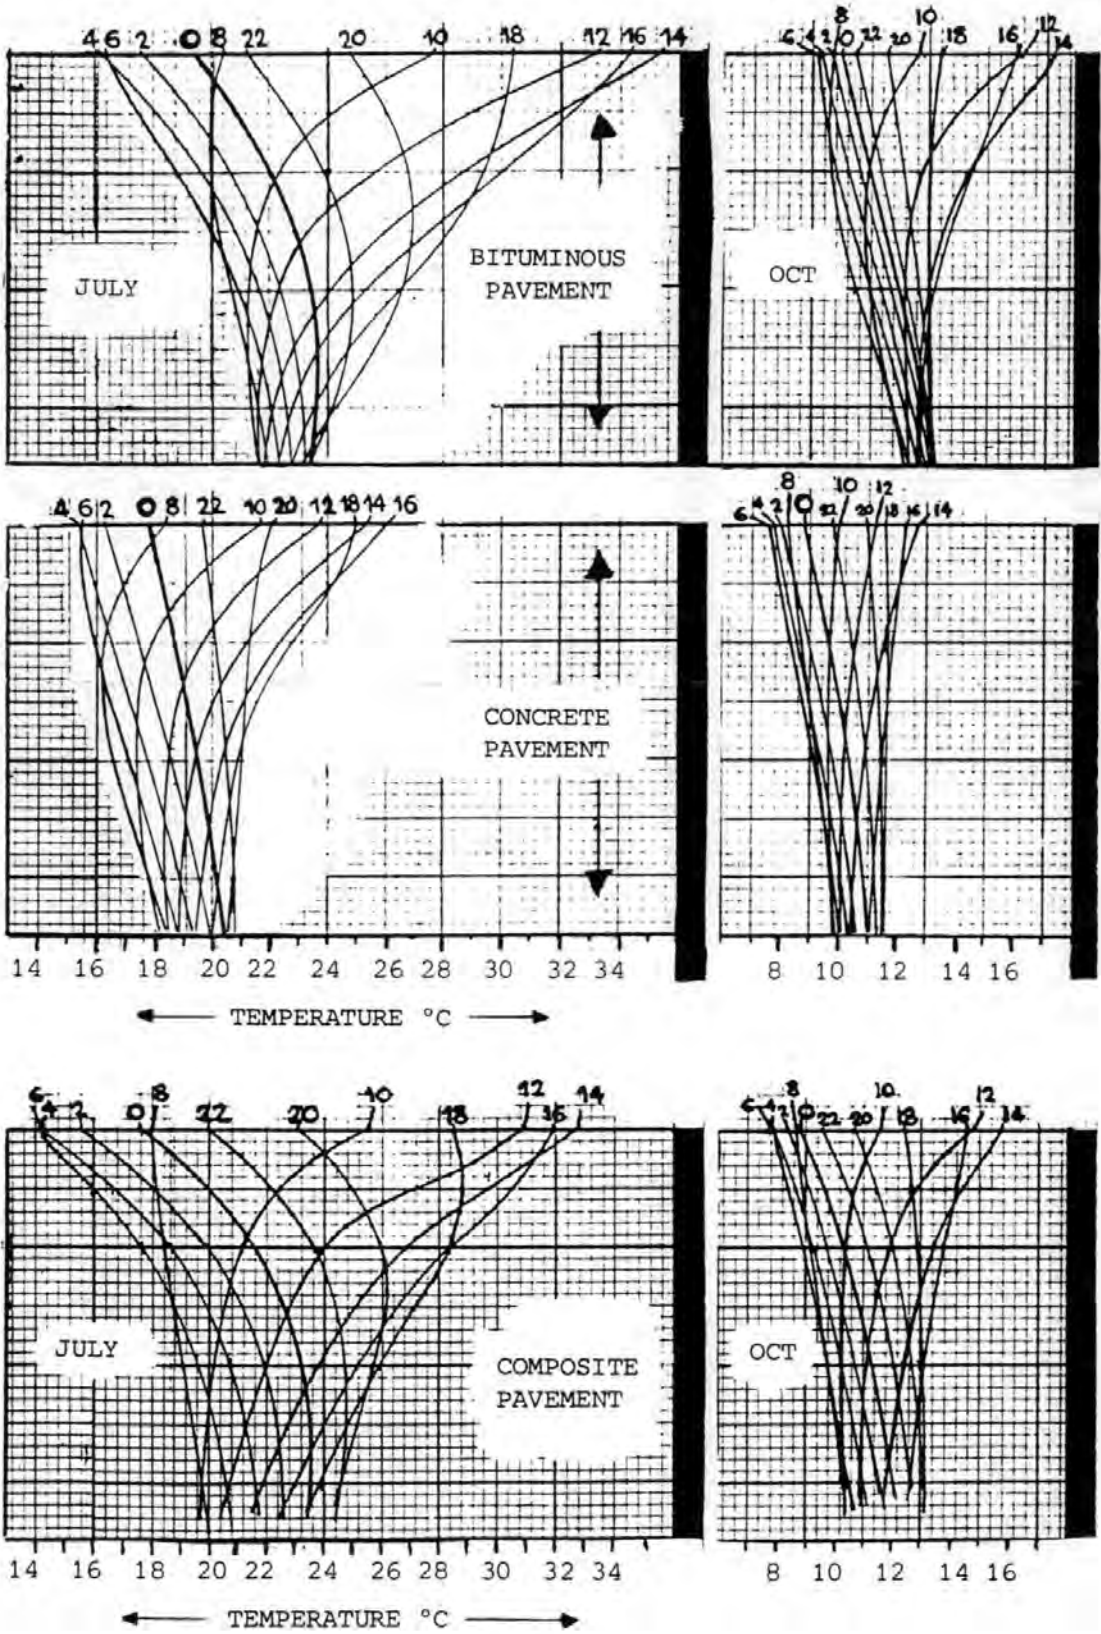 4 6 2 0 8 22 20 10 18 12 16 14
8 10 12
6 4 2 0 22 20 18 16 14
JULY
BITUMINOUS
PAVEMENT
OCT
4 6 2 0 8 22 10 20 12 18 14 16
8 10 12
6 4 2 0 22 20 18 16 14
CONCRETE
PAVEMENT
14 16 18 20 22 24 28 30 32 34
8 10 12 14 16
TEMPERATURE °C
6 8 10 12 14
4 2 0 22 20 18 16
8 10 12
6 4 2 0 22 20 18 16 14
JULY
COMPOSITE
PAVEMENT
OCT
14 16 18 20 22 24 26 28 30 32 34
8 10 12 14 16
TEMPERATURE °C